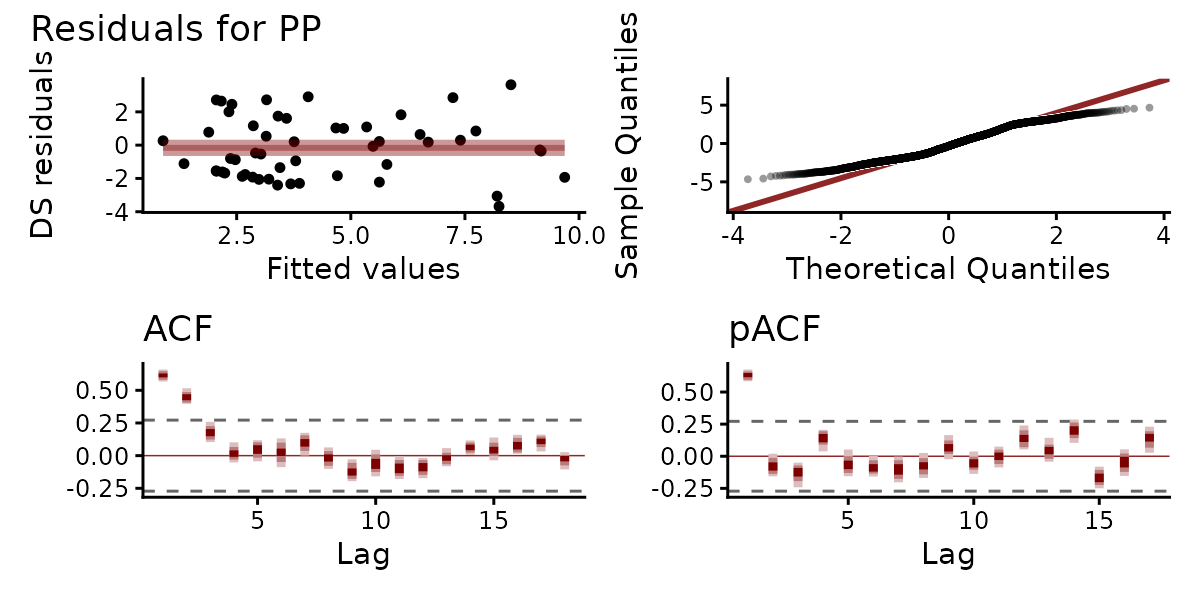 Residuals for PP
DS residuals
2
0
-2
-4
2.5 5.0 7.5 10.0
Fitted values
Sample Quantiles
5
0
-5
-4 -2 0 2 4
Theoretical Quantiles
ACF
0.50
0.25
0.00
-0.25
5 10 15
Lag
pACF
0.50
0.25
0.00
-0.25
5 10 15
Lag